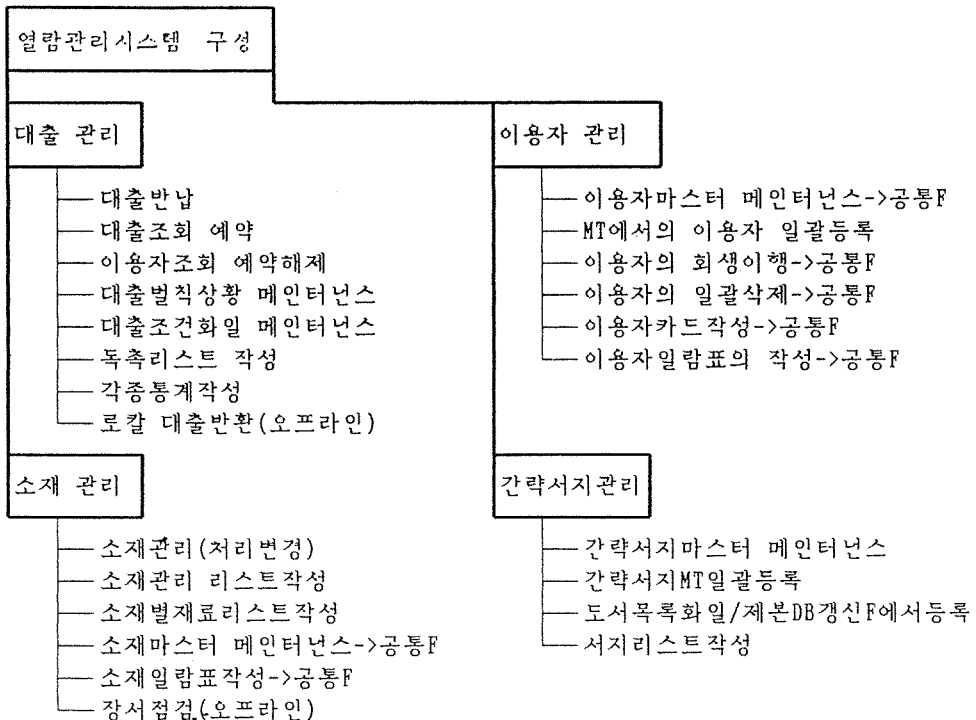 열람관리시스템 구성
대출 관리
대출반납
대출조회 예약
이용자조회 예약해제
대출벌칙상황 메인터넌스
대출조건화일 메인터넌스
독촉리스트 작성
각종통계작성
로칼 대출반환(오프라인)
소재 관리
소재관리(처리변경)
소재관리 리스트작성
소재별재료리스트작성
소재마스터 메인터넌스->공통F
소재일람표작성->공통F
장서점검(오프라인)
이용자 관리
이용자마스터 메인터넌스->공통F
MT에서의 이용자 일괄등록
이용자의 회생이행->공통F
이용자의 일괄삭제->공통F
이용자카드작성->공통F
이용자일람표의 작성->공통F
간략서지관리
간략서지마스터 메인터넌스
간략서지MT일괄등록
도서목록화일/제본DB갱신F에서등록
서지리스트작성